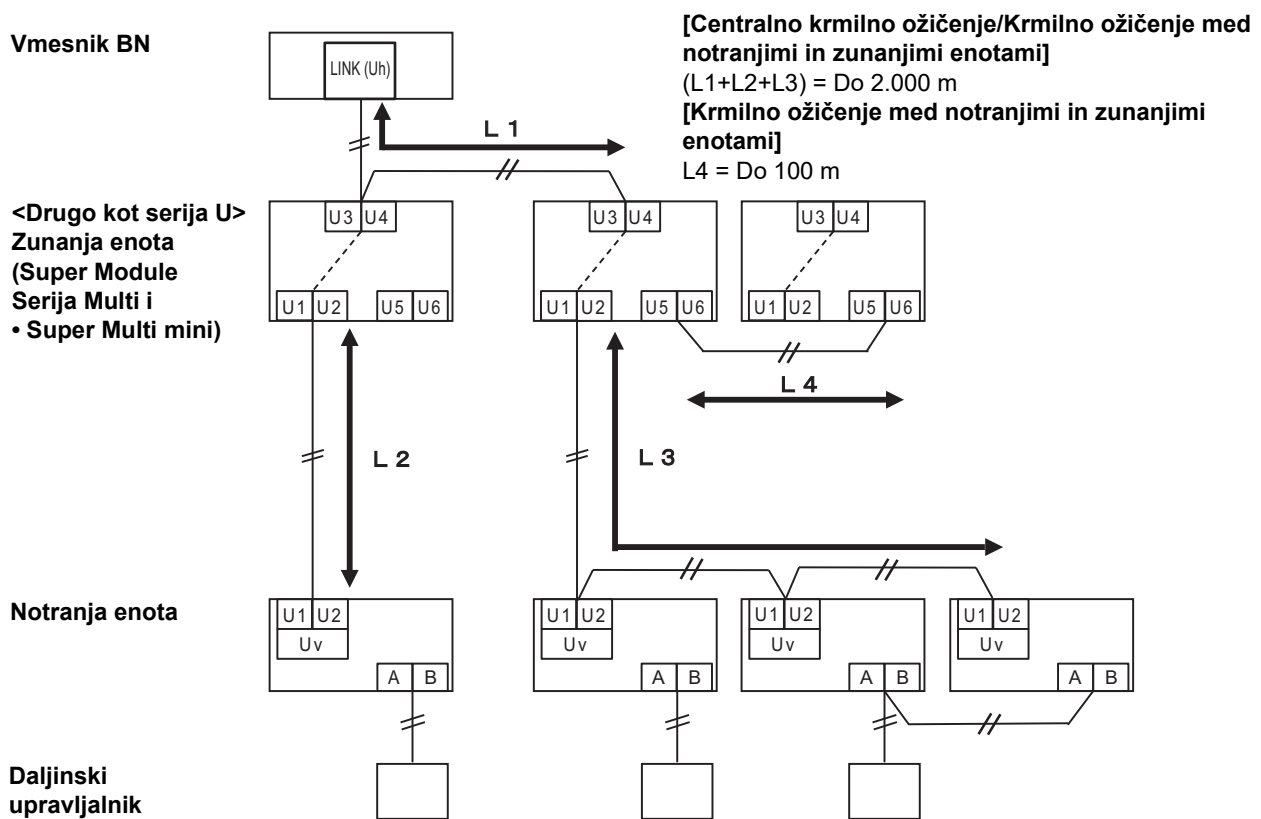 Vmesnik BN
LINK (Uh)
[Centralno krmilno ožičenje/Krmilno ožičenje med
notranjimi in zunanjimi enotami]
(L1+L2+L3) = Do 2.000 m
[Krmilno ožičenje med notranjimi in zunanjimi
enotami]
L4 = Do 100 m
L 1
<Drugo kot serija U>
Zunanja enota
(Super Module
Serija Multi i
• Super Multi mini)
U3 U4
U3 U4
U3 U4
U1 U2 U5 U6
U1 U2 U5 U6
U1 U2 U5 U6
L 4
L 2
L 3
Notranja enota
U1 U2
Uv
A B
U1 U2
Uv
A B
U1 U2
Uv
A B
U1 U2
Uv
A B
Daljinski
upravljalnik